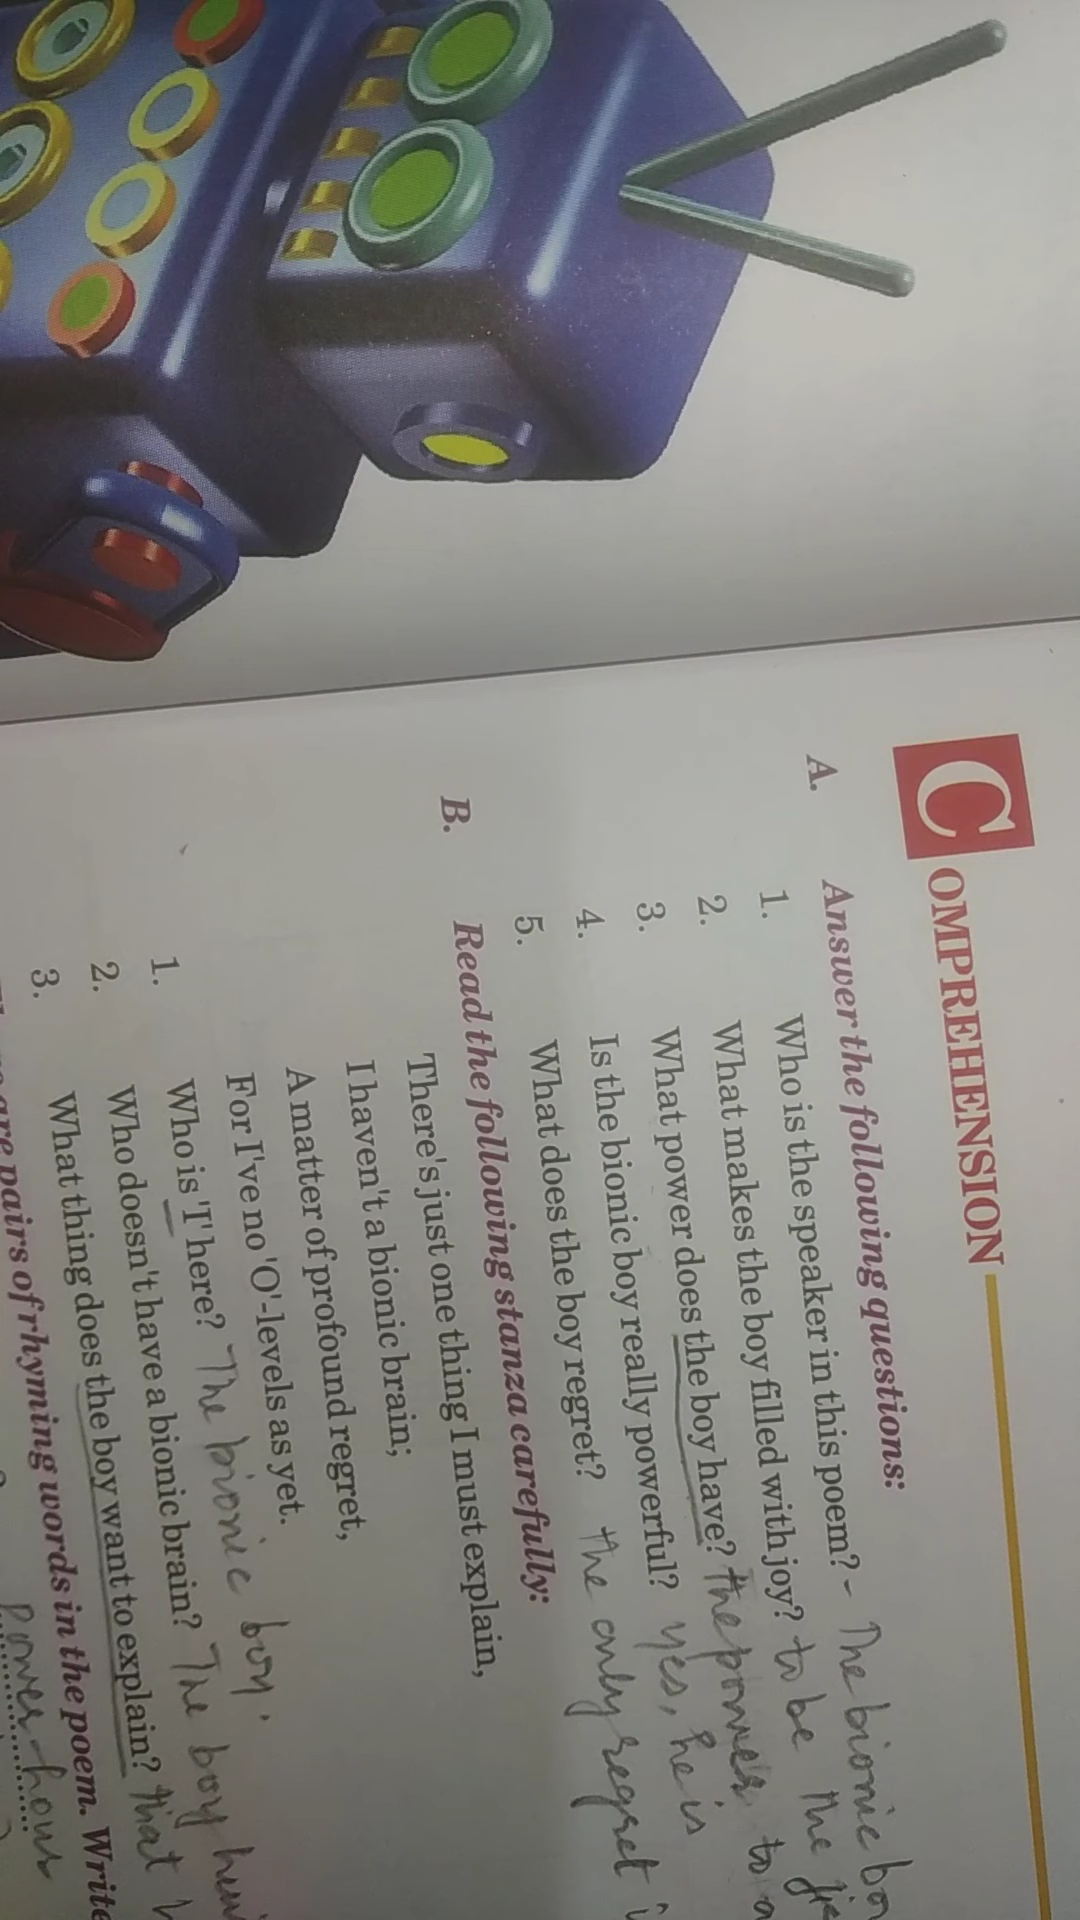 COMPREHENSION
A. Answer the following questions:
1. Who is the speaker in this poem? - The bionic
2. What makes the boy filled with joy? to be the
3. What power does the boy have? the power to a
4. Is the bionic boy really powerful? yes, he is
5. What does the boy regret? the only regret i
B. Read the following stanza carefully:
There's just one thing I must explain,
I haven't a bionic brain;
A matter of profound regret,
For I've no 'O'-levels as yet.
1. Who is 'I' here? The bionic boy.
2. Who doesn't have a bionic brain? The boy
3. What thing does the boy want to explain? that
are pairs of rhyming words in the poem. Write
Power - hour